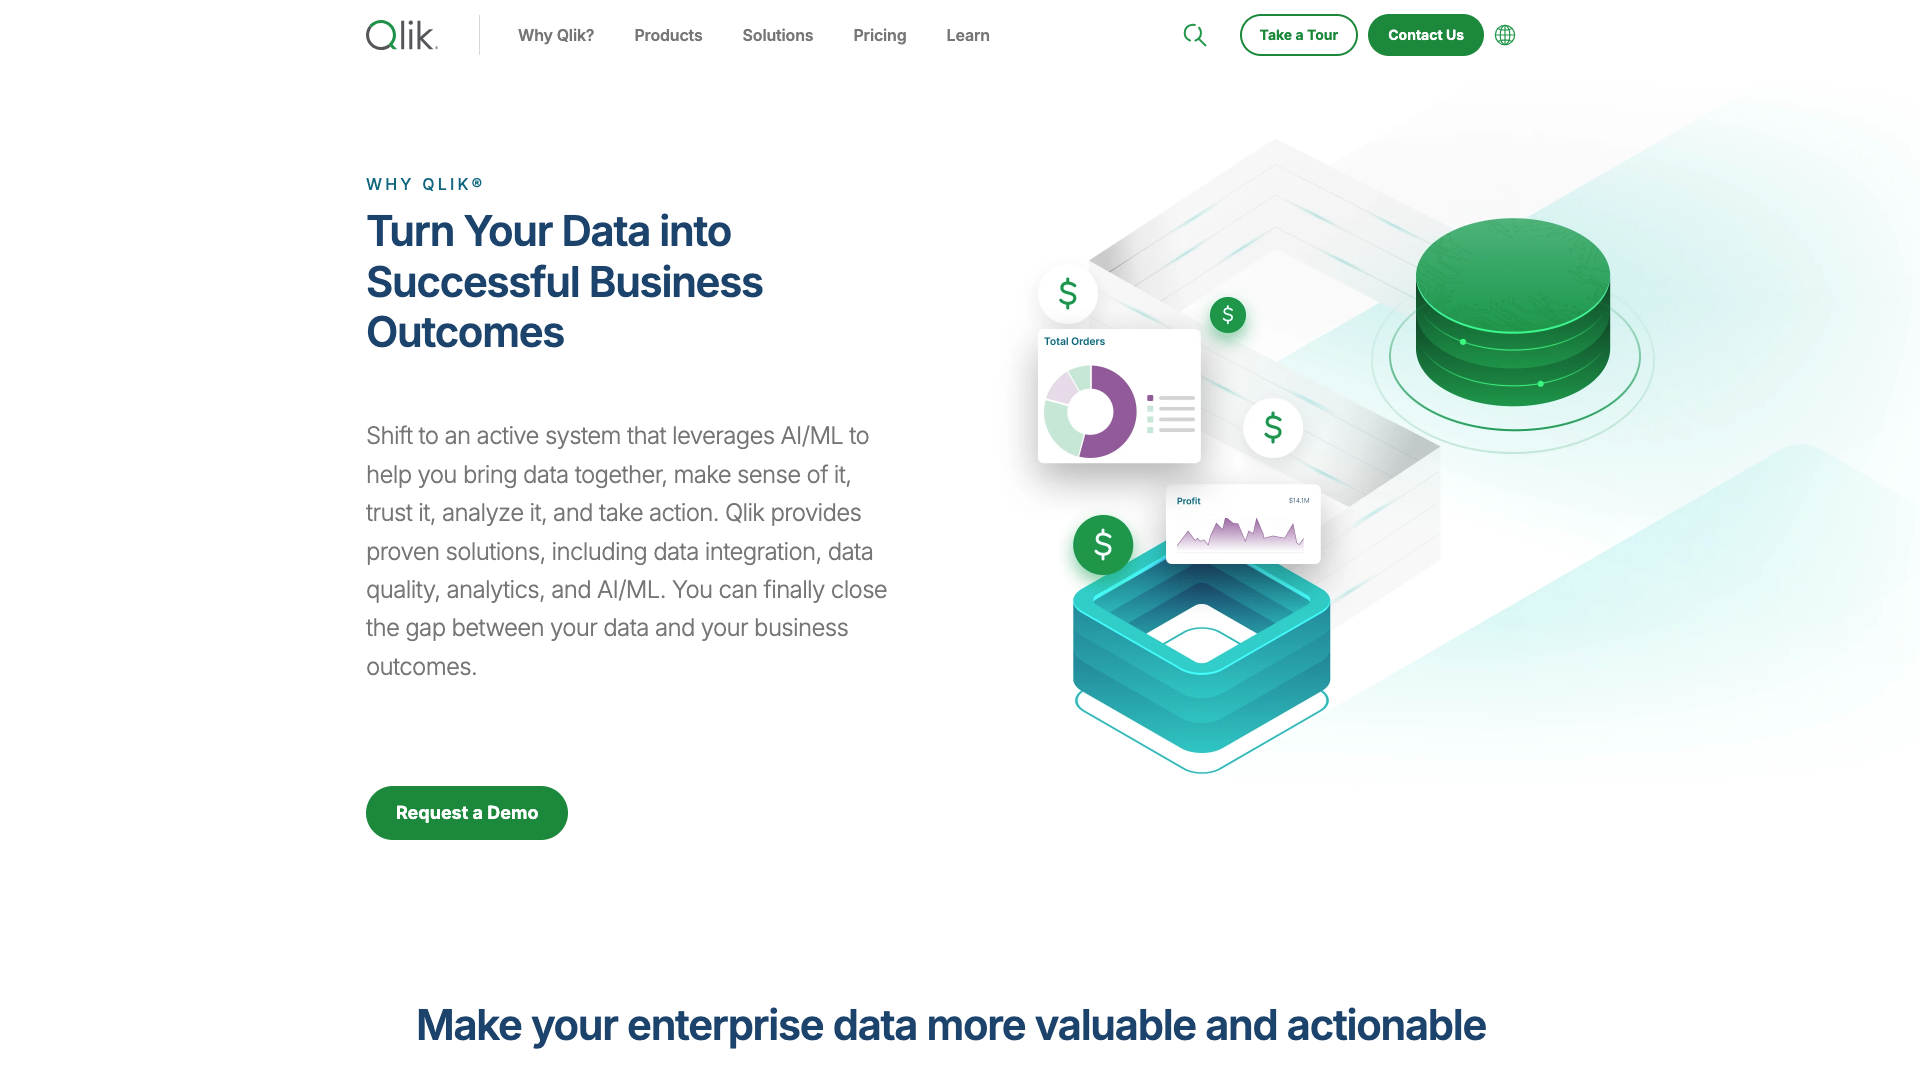 Qlik
Why Qlik?
Products
Solutions
Pricing
Learn
Take a Tour
Contact Us
WHY QLIK®
Turn Your Data into
Successful Business
Outcomes
Shift to an active system that leverages AI/ML to
help you bring data together, make sense of it,
trust it, analyze it, and take action. Qlik provides
proven solutions, including data integration, data
quality, analytics, and AI/ML. You can finally close
the gap between your data and your business
outcomes.
Request a Demo
$
$
Total Orders
$
Profit $14.1M
$
Make your enterprise data more valuable and actionable